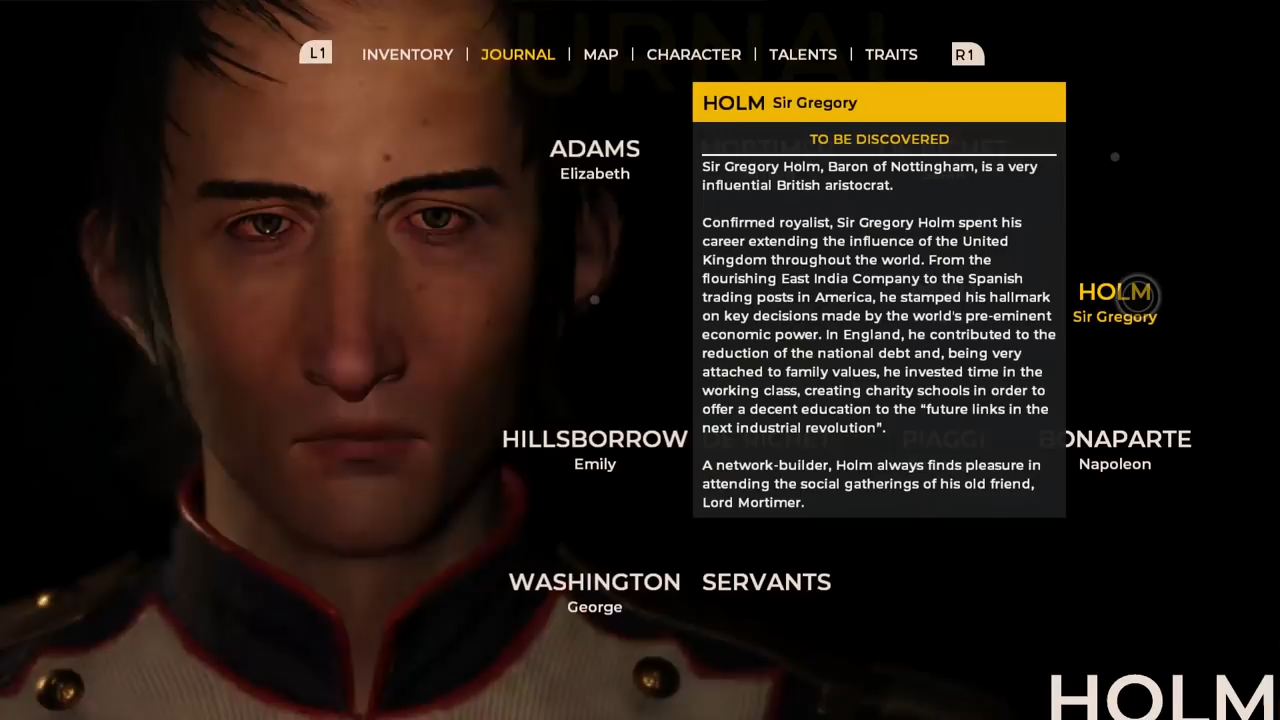 JOURNAL
L1 INVENTORY | JOURNAL | MAP | CHARACTER | TALENTS | TRAITS R1
HOLM Sir Gregory
TO BE DISCOVERED
Sir Gregory Holm, Baron of Nottingham, is a very
influential British aristocrat.
Confirmed royalist, Sir Gregory Holm spent his
career extending the influence of the United
Kingdom throughout the world. From the
flourishing East India Company to the Spanish
trading posts in America, he stamped his hallmark
on key decisions made by the world's pre-eminent
economic power. In England, he contributed to the
reduction of the national debt and, being very
attached to family values, he invested time in the
working class, creating charity schools in order to
offer a decent education to the "future links in the
next industrial revolution".
A network-builder, Holm always finds pleasure in
attending the social gatherings of his old friend,
Lord Mortimer.
ADAMS
Elizabeth
HOLM
Sir Gregory
HILLSBORROW
Emily
DE RICHET
PIAGGI
BONAPARTE
Napoleon
WASHINGTON
George
SERVANTS
HOLM